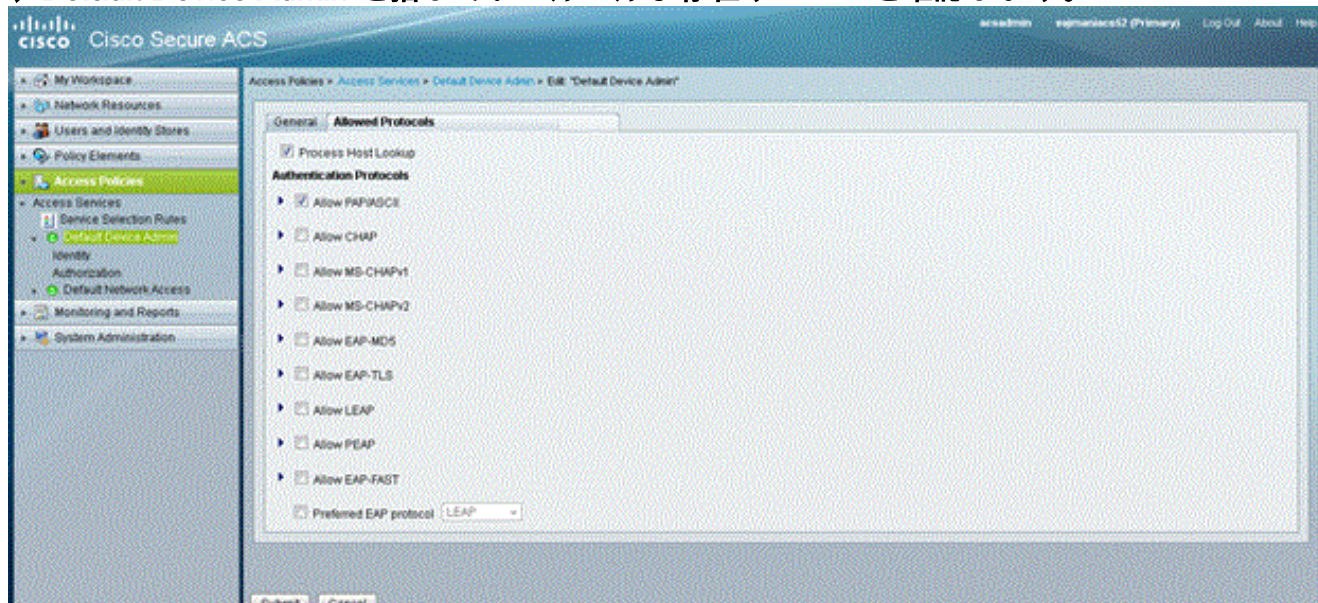 cisco Cisco Secure ACS
acsadmin (Primary) Log Out About Help
My Workspace
Network Resources
Users and Identity Stores
Policy Elements
Access Policies
Access Services
Service Selection Rules
Default Device Admin
Identity
Authorization
Default Network Access
Monitoring and Reports
System Administration
Access Policies > Access Services > Default Device Admin > Edit: "Default Device Admin"
General Allowed Protocols
Process Host Lookup
Authentication Protocols
Allow PAP/ASCII
Allow CHAP
Allow MS-CHAPv1
Allow MS-CHAPv2
Allow EAP-MD5
Allow EAP-TLS
Allow LEAP
Allow PEAP
Allow EAP-FAST
Preferred EAP protocol LEAP
Submit Cancel